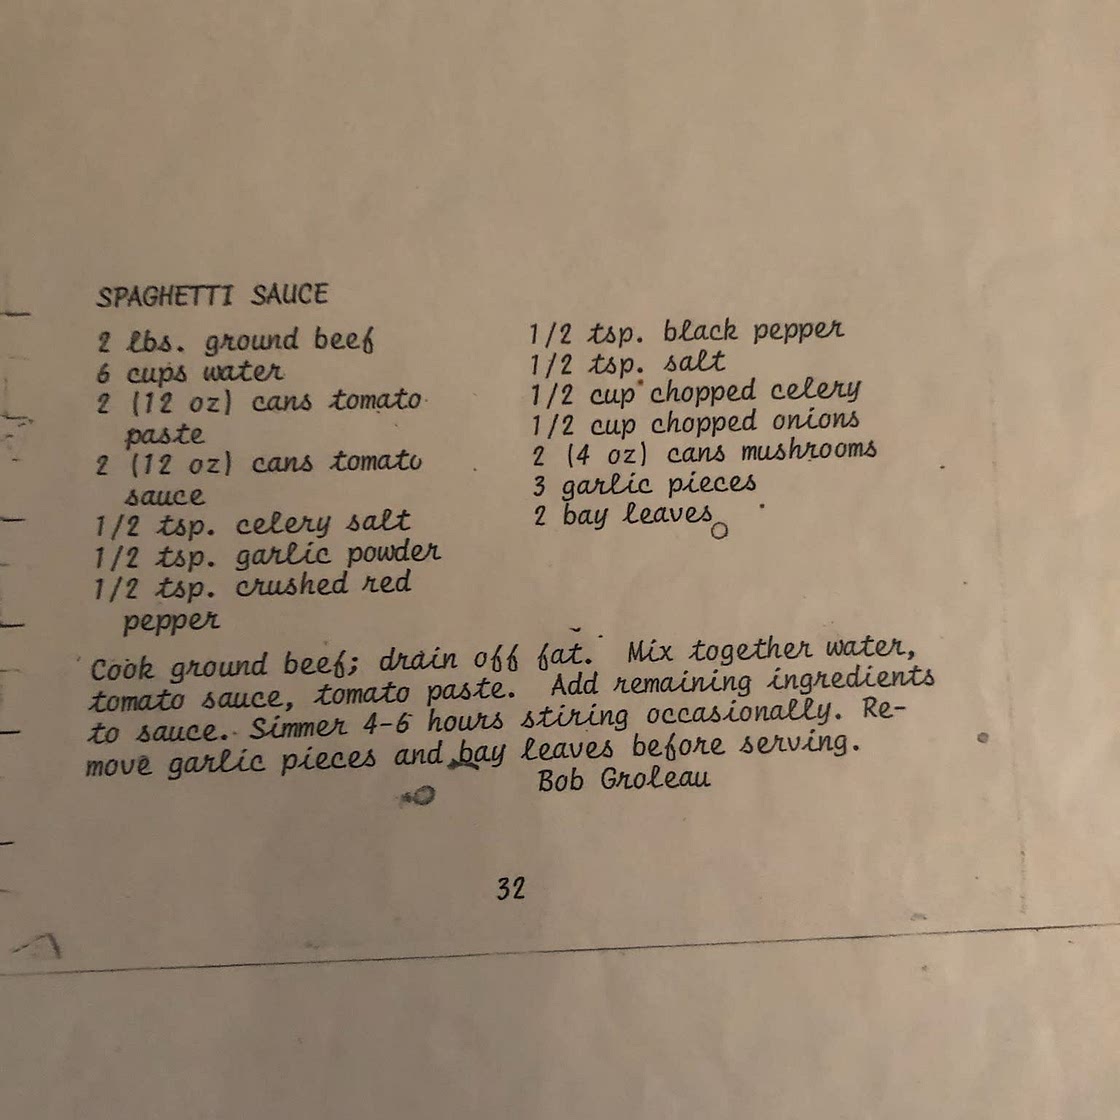 SPAGHETTI SAUCE
2 lbs. ground beef
6 cups water
2 (12 oz) cans tomato
paste
2 (12 oz) cans tomato
sauce
1/2 tsp. celery salt
1/2 tsp. garlic powder
1/2 tsp. crushed red
pepper
1/2 tsp. black pepper
1/2 tsp. salt
1/2 cup chopped celery
1/2 cup chopped onions
2 (4 oz) cans mushrooms
3 garlic pieces
2 bay leaves
Cook ground beef; drain off fat. Mix together water,
tomato sauce, tomato paste. Add remaining ingredients
to sauce. Simmer 4-6 hours stiring occasionally. Re-
move garlic pieces and bay leaves before serving.
Bob Groleau
32